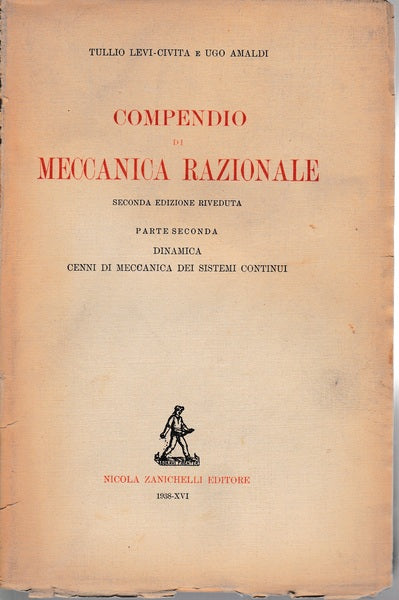 TULLIO LEVI-CIVITA E UGO AMALDI
COMPENDIO
DI
MECCANICA RAZIONALE
SECONDA EDIZIONE RIVEDUTA
PARTE SECONDA
DINAMICA
CENNI DI MECCANICA DEI SISTEMI CONTINUI
NICOLA ZANICHELLI EDITORE
1938-XVI